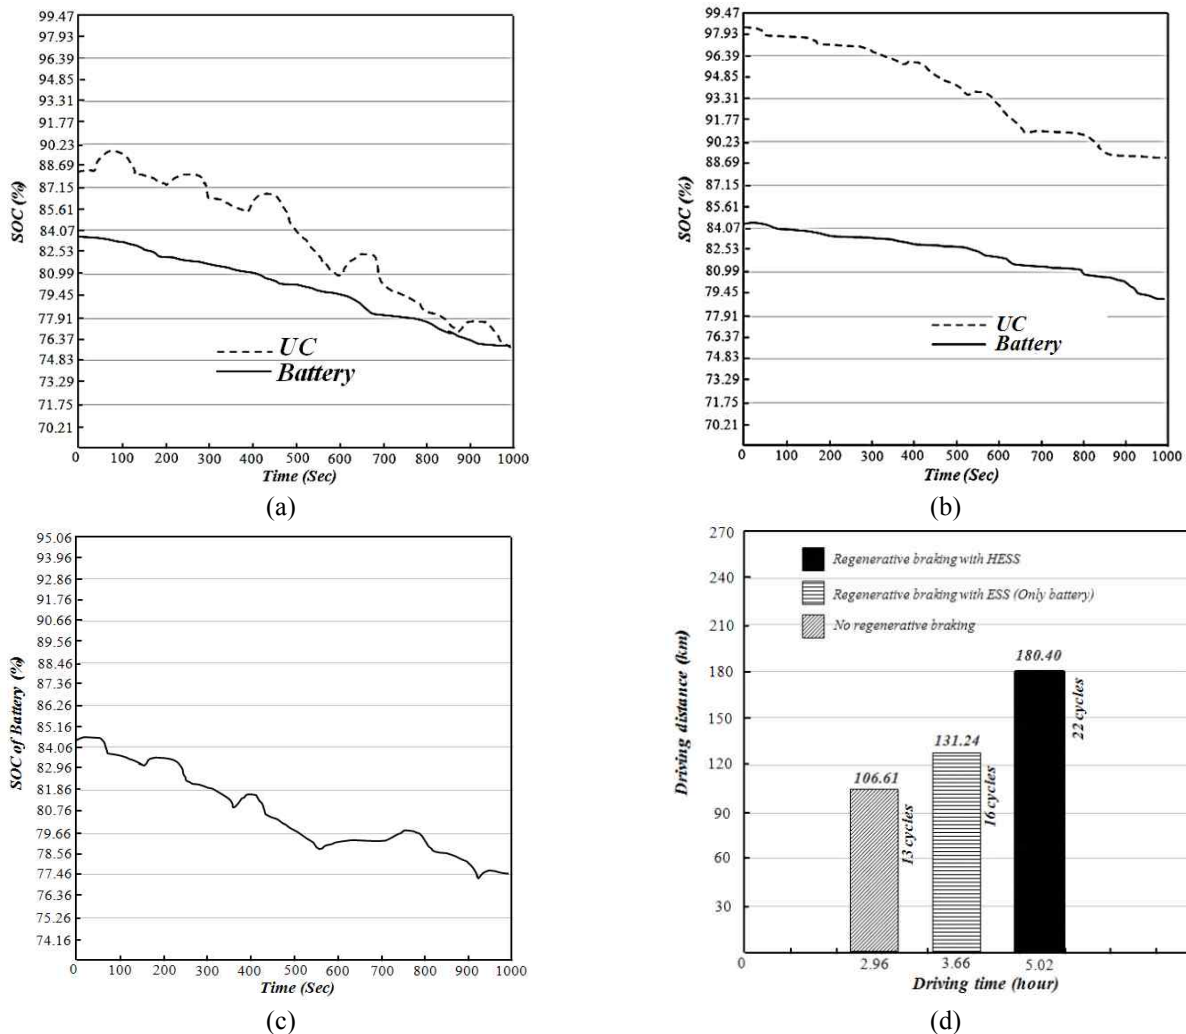 99.47
97.93
96.39
94.85
93.31
91.77
90.23
88.69
87.15
85.61
84.07
82.53
80.99
79.45
77.91
76.37
74.83
73.29
71.75
70.21
SOC (%)
UC
Battery
0 100 200 300 400 500 600 700 800 900 1000
Time (Sec)
(a)
99.47
97.93
96.39
94.85
93.31
91.77
90.23
88.69
87.15
85.61
84.07
82.53
80.99
79.45
77.91
76.37
74.83
73.29
71.75
70.21
SOC (%)
UC
Battery
0 100 200 300 400 500 600 700 800 900 1000
Time (Sec)
(b)
95.06
93.96
92.86
91.76
90.66
89.56
88.46
87.36
86.26
85.16
84.06
82.96
81.86
80.76
79.66
78.56
77.46
76.36
75.26
74.16
SOC of Battery (%)
0 100 200 300 400 500 600 700 800 900 1000
Time (Sec)
(c)
270
240
210
180
150
120
90
60
30
Driving distance (km)
Regenerative braking with HESS
Regenerative braking with ESS (Only battery)
No regenerative braking
106.61
13 cycles
131.24
16 cycles
180.40
22 cycles
0 2.96 3.66 5.02
Driving time (hour)
(d)